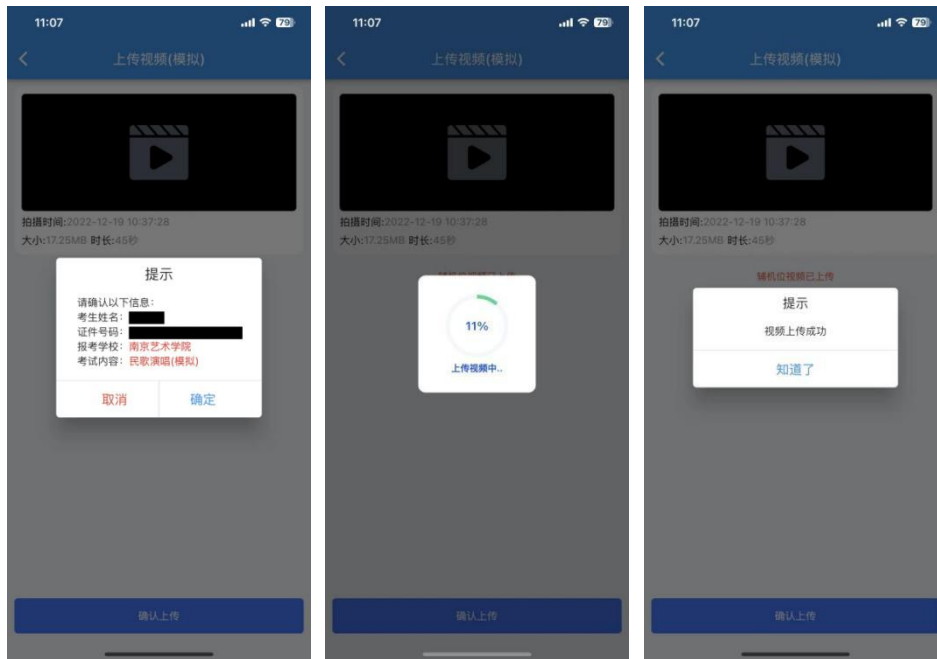 11:07
79
上传视频(模拟)
拍摄时间:2022-12-19 10:37:28
大小:17.25MB 时长:45秒
提示
请确认以下信息:
考生姓名:
证件号码:
报考学校: 南京艺术学院
考试内容: 民歌演唱(模拟)
取消 确定
确认上传
11:07
79
上传视频(模拟)
拍摄时间:2022-12-19 10:37:28
大小:17.25MB 时长:45秒
11%
上传视频中..
确认上传
11:07
79
上传视频(模拟)
拍摄时间:2022-12-19 10:37:28
大小:17.25MB 时长:45秒
辅机位视频已上传
提示
视频上传成功
知道了
确认上传